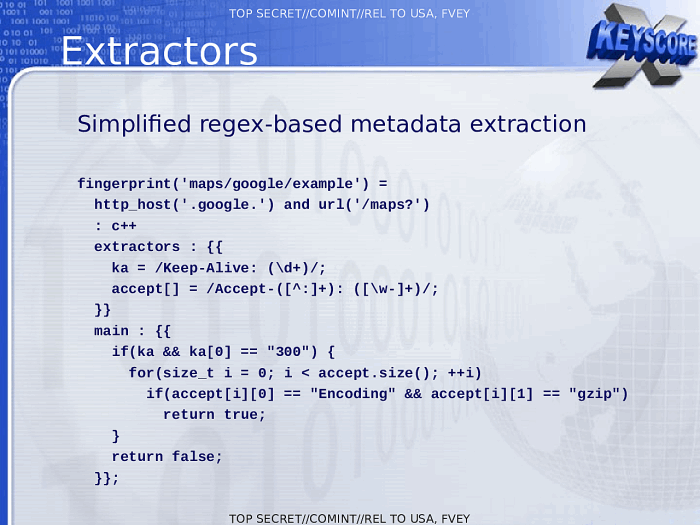 TOP SECRET//COMINT//REL TO USA, FVEY
Extractors
XKEYSCORE
Simplified regex-based metadata extraction
fingerprint('maps/google/example') =
  http_host('.google.') and url('/maps?')
  : c++
  extractors : {{
    ka = /Keep-Alive: (\d+)/;
    accept[] = /Accept-([^:]+): ([\w-]+)/;
  }}
  main : {{
    if(ka && ka[0] == "300") {
      for(size_t i = 0; i < accept.size(); ++i)
        if(accept[i][0] == "Encoding" && accept[i][1] == "gzip")
          return true;
    }
    return false;
  }};
TOP SECRET//COMINT//REL TO USA, FVEY